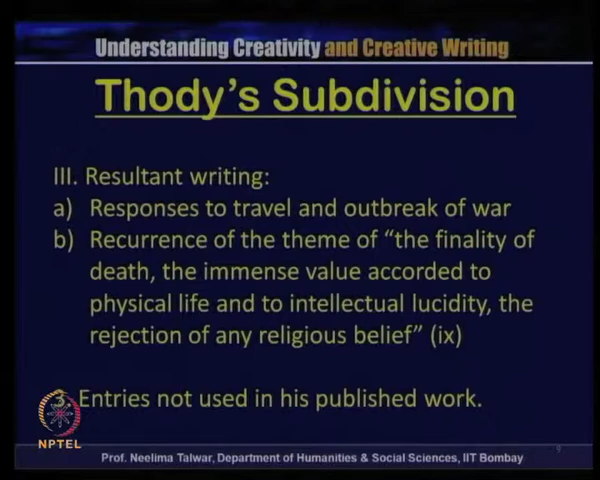 Understanding Creativity and Creative Writing
Thody's Subdivision
III. Resultant writing:
a) Responses to travel and outbreak of war
b) Recurrence of the theme of "the finality of
death, the immense value accorded to
physical life and to intellectual lucidity, the
rejection of any religious belief" (ix)
3. Entries not used in his published work.
NPTEL
Prof. Neelima Talwar, Department of Humanities & Social Sciences, IIT Bombay
9